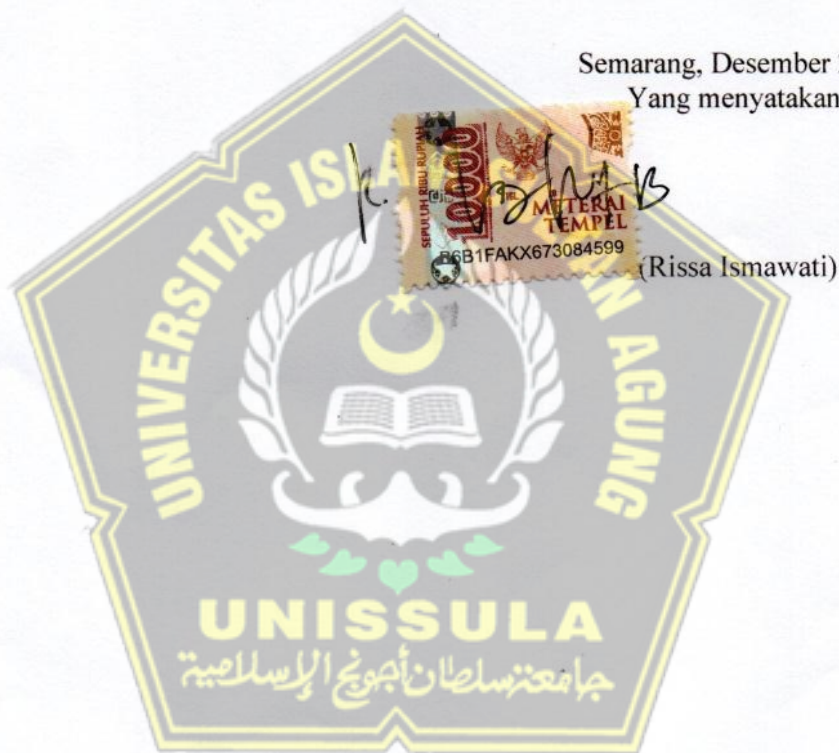 Semarang, Desember
Yang menyatakan
SEPULUH RIBU RUPIAH
10000
METERAI
TEMPEL
B6B1FAKX673084599
(Rissa Ismawati)
UNIVERSITAS ISLAM AGUNG
UNISSULA
جامعة سلطان أجونج الإسلامية